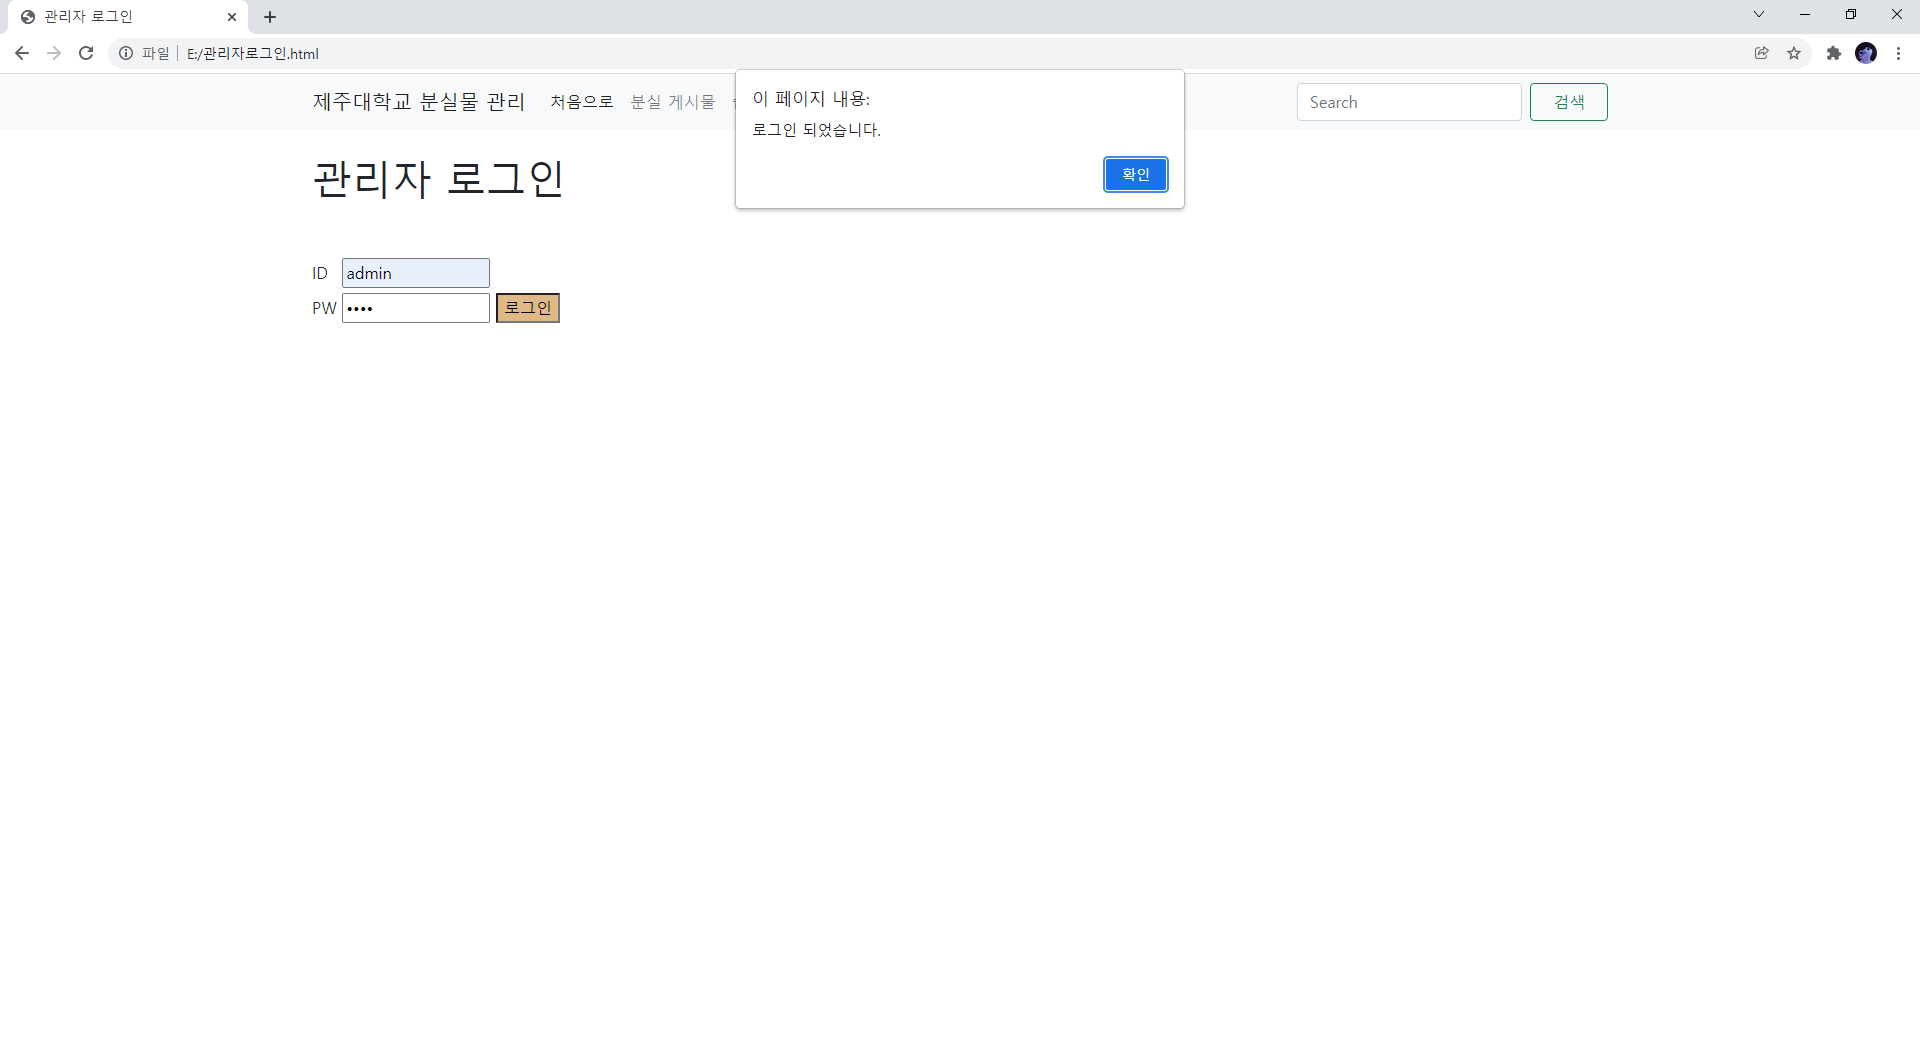 관리자 로그인
파일 E:/관리자로그인.html
제주대학교 분실물 관리 처음으로 분실 게시물
이 페이지 내용:
로그인 되었습니다.
확인
Search 검색
관리자 로그인
ID admin
PW •••• 로그인